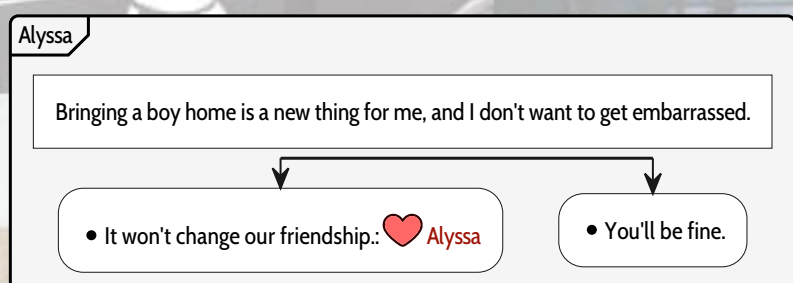 Alyssa
Bringing a boy home is a new thing for me, and I don't want to get embarrassed.
• It won't change our friendship.: ❤ Alyssa
• You'll be fine.